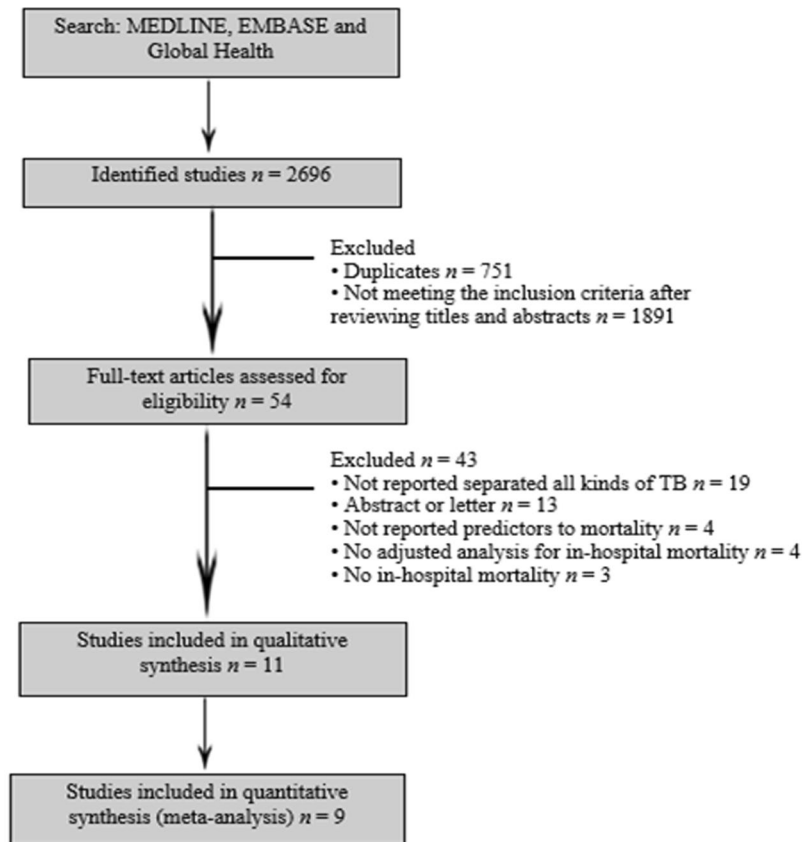 Search: MEDLINE, EMBASE and
Global Health
Identified studies n = 2696
Excluded
• Duplicates n = 751
• Not meeting the inclusion criteria after
reviewing titles and abstracts n = 1891
Full-text articles assessed for
eligibility n = 54
Excluded n = 43
• Not reported separated all kinds of TB n = 19
• Abstract or letter n = 13
• Not reported predictors to mortality n = 4
• No adjusted analysis for in-hospital mortality n = 4
• No in-hospital mortality n = 3
Studies included in qualitative
synthesis n = 11
Studies included in quantitative
synthesis (meta-analysis) n = 9